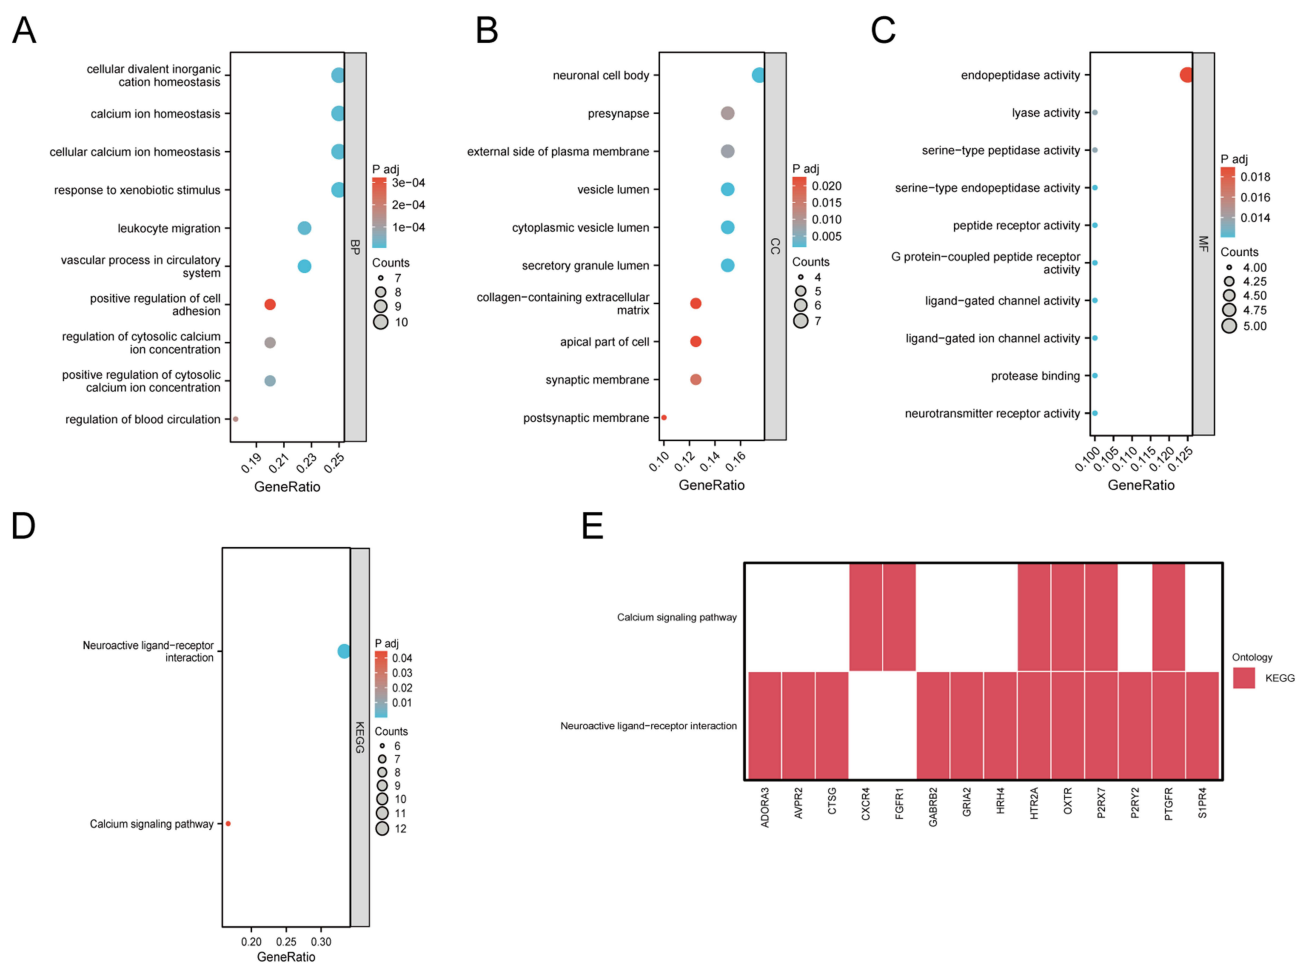 A
cellular divalent inorganic
cation homeostasis
calcium ion homeostasis
cellular calcium ion homeostasis
response to xenobiotic stimulus
leukocyte migration
vascular process in circulatory
system
positive regulation of cell
adhesion
regulation of cytosolic calcium
ion concentration
positive regulation of cytosolic
calcium ion concentration
regulation of blood circulation
0.19
0.21
0.23
0.25
GeneRatio
BP
P adj
3e−04
2e−04
1e−04
Counts
7
8
9
10
B
neuronal cell body
presynapse
external side of plasma membrane
vesicle lumen
cytoplasmic vesicle lumen
secretory granule lumen
collagen−containing extracellular
matrix
apical part of cell
synaptic membrane
postsynaptic membrane
0.10
0.12
0.14
0.16
GeneRatio
CC
P adj
0.020
0.015
0.010
0.005
Counts
4
5
6
7
C
endopeptidase activity
lyase activity
serine−type peptidase activity
serine−type endopeptidase activity
peptide receptor activity
G protein−coupled peptide receptor
activity
ligand−gated channel activity
ligand−gated ion channel activity
protease binding
neurotransmitter receptor activity
0.100
0.105
0.110
0.115
0.120
0.125
GeneRatio
MF
P adj
0.018
0.016
0.014
Counts
4.00
4.25
4.50
4.75
5.00
D
Neuroactive ligand−receptor
interaction
Calcium signaling pathway
0.20
0.25
0.30
GeneRatio
KEGG
P adj
0.04
0.03
0.02
0.01
Counts
6
7
8
9
10
11
12
E
Calcium signaling pathway
Neuroactive ligand−receptor interaction
ADORA3
AVPR2
CTSG
CXCR4
FGFR1
GABRB2
GRIA2
HRH4
HTR2A
OXTR
P2RX7
P2RY2
PTGFR
S1PR4
Ontology
KEGG